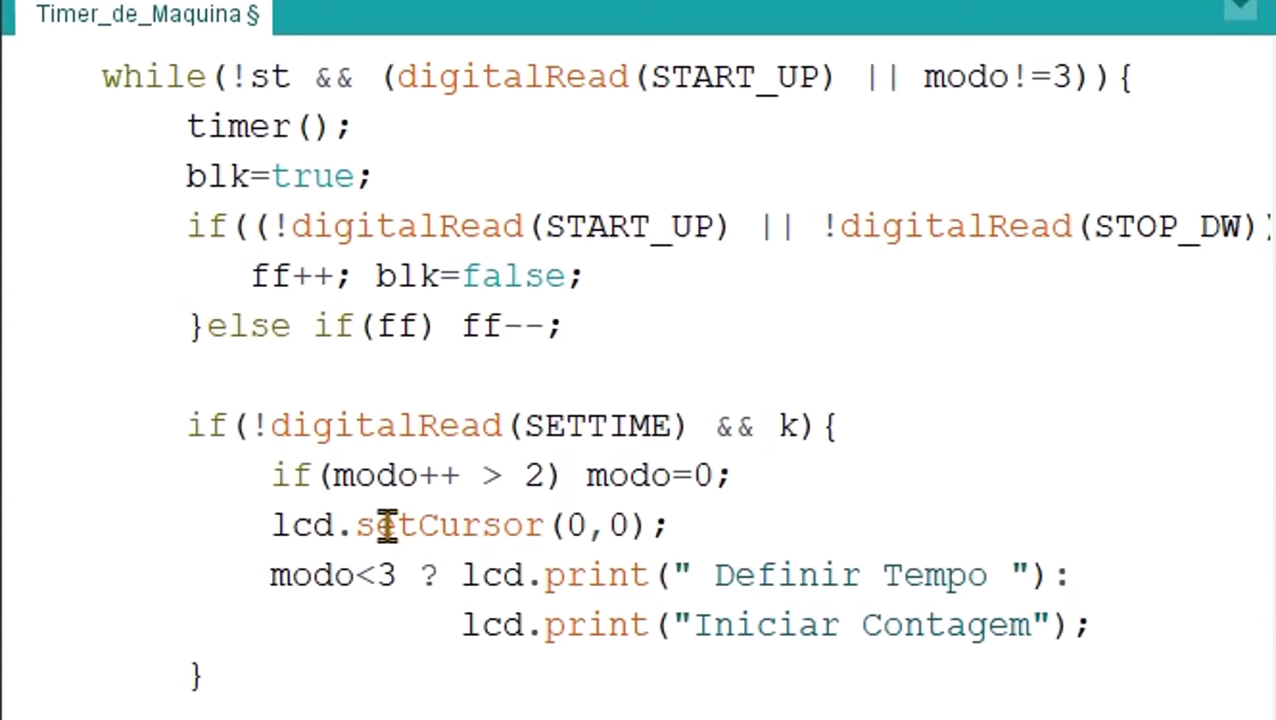 Timer_de_Maquina §
while(!st && (digitalRead(START_UP) || modo!=3)){
timer();
blk=true;
if((!digitalRead(START_UP) || !digitalRead(STOP_DW))
ff++; blk=false;
}else if(ff) ff--;
if(!digitalRead(SETTIME) && k){
if(modo++ > 2) modo=0;
lcd.setCursor(0,0);
modo<3 ? lcd.print(" Definir Tempo "):
lcd.print("Iniciar Contagem");
}